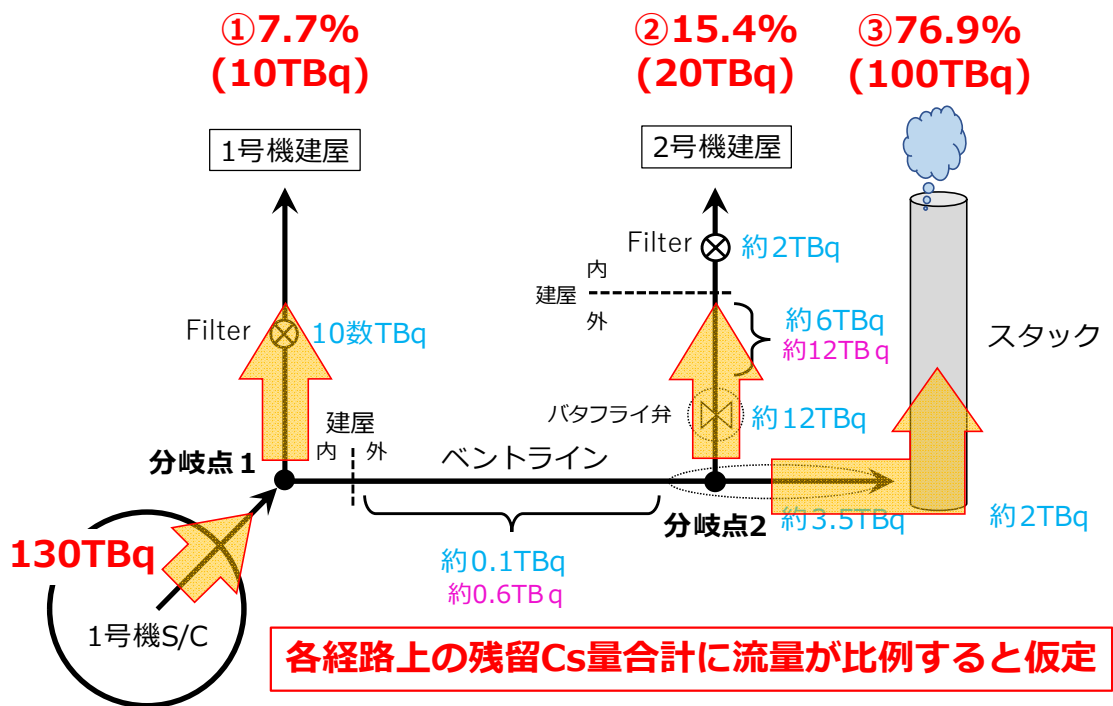 ①7.7%
(10TBq)
②15.4%
(20TBq)
③76.9%
(100TBq)
1号機建屋
2号機建屋
Filter
約2TBq
内
建屋
外
Filter
10数TBq
約6TBq
約12TBq
スタック
バタフライ弁
約12TBq
建屋
内 外
分岐点1
ベントライン
分岐点2
約3.5TBq
約2TBq
130TBq
約0.1TBq
約0.6TBq
1号機S/C
各経路上の残留Cs量合計に流量が比例すると仮定